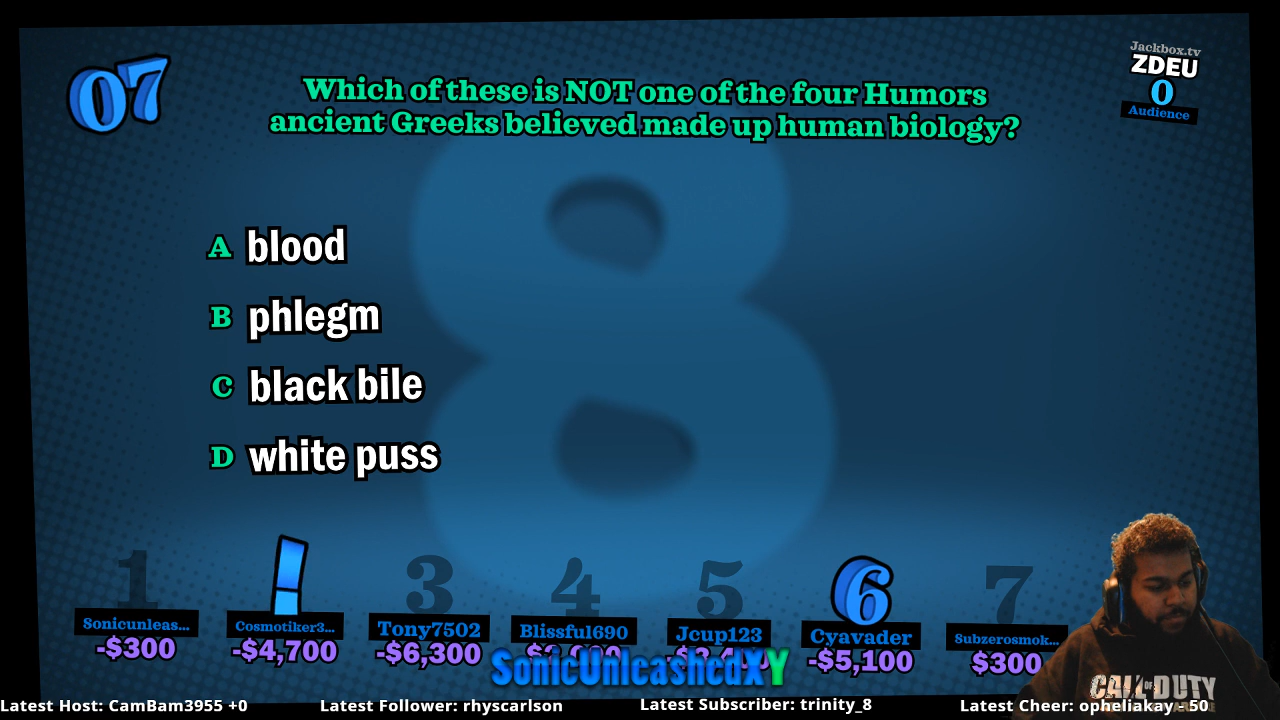 07
Which of these is NOT one of the four Humors
ancient Greeks believed made up human biology?
Jackbox.tv
ZDEU
0
Audience
A blood
B phlegm
C black bile
D white puss
8
1 ! 3 4 5 6 7
Sonicunleas... Cosmotiker3... Tony7502 Blissful690 Jcup123 Cyavader Subzerosmok...
-$300 -$4,700 -$6,300 -$5,100 $300
SonicUnleashedXY
CALL OF DUTY
Latest Host: CamBam3955 +0 Latest Follower: rhyscarlson Latest Subscriber: trinity_8 Latest Cheer: opheliakay - 50